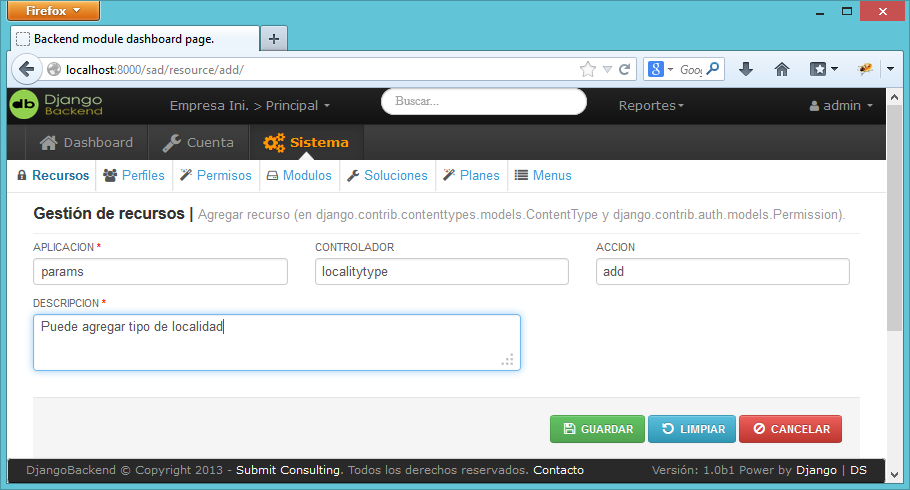 Firefox
Backend module dashboard page.
localhost:8000/sad/resource/add/
Goog
db Django Backend
Empresa Ini. > Principal
Buscar...
Reportes
admin
Dashboard Cuenta Sistema
Recursos Perfiles Permisos Modulos Soluciones Planes Menus
Gestión de recursos | Agregar recurso (en django.contrib.contenttypes.models.ContentType y django.contrib.auth.models.Permission).
APLICACION * CONTROLADOR ACCION
params localitytype add
DESCRIPCION *
Puede agregar tipo de localidad
GUARDAR LIMPIAR CANCELAR
DjangoBackend © Copyright 2013 - Submit Consulting. Todos los derechos reservados. Contacto Versión: 1.0b1 Power by Django | DS